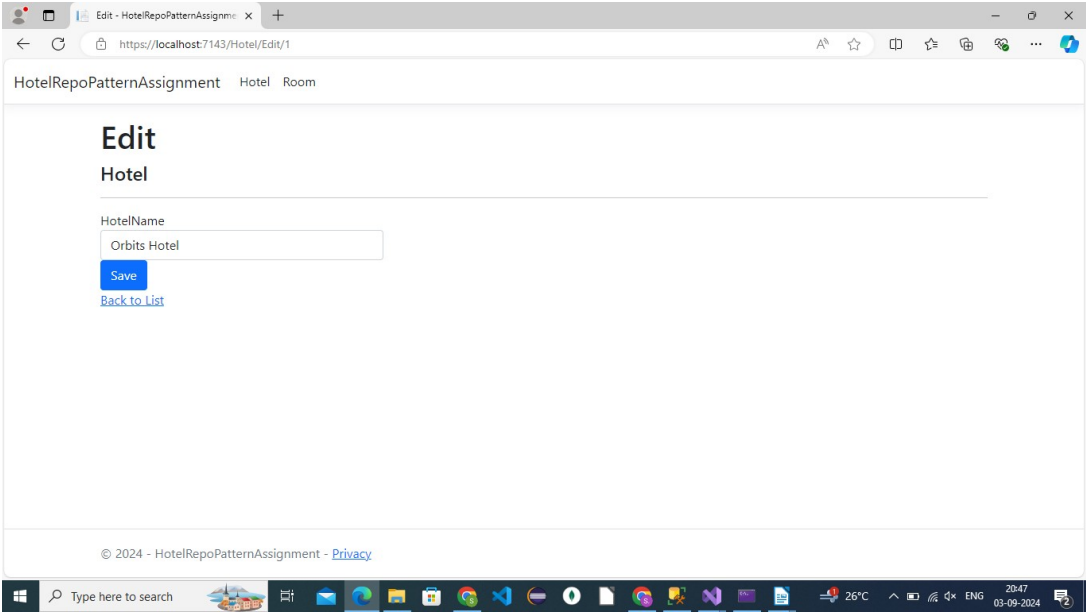 Edit - HotelRepoPatternAssignme
https://localhost:7143/Hotel/Edit/1
HotelRepoPatternAssignment Hotel Room
Edit
Hotel
HotelName
Orbits Hotel
Save
Back to List
© 2024 - HotelRepoPatternAssignment - Privacy
Type here to search
26°C
ENG
20:47
03-09-2024
2